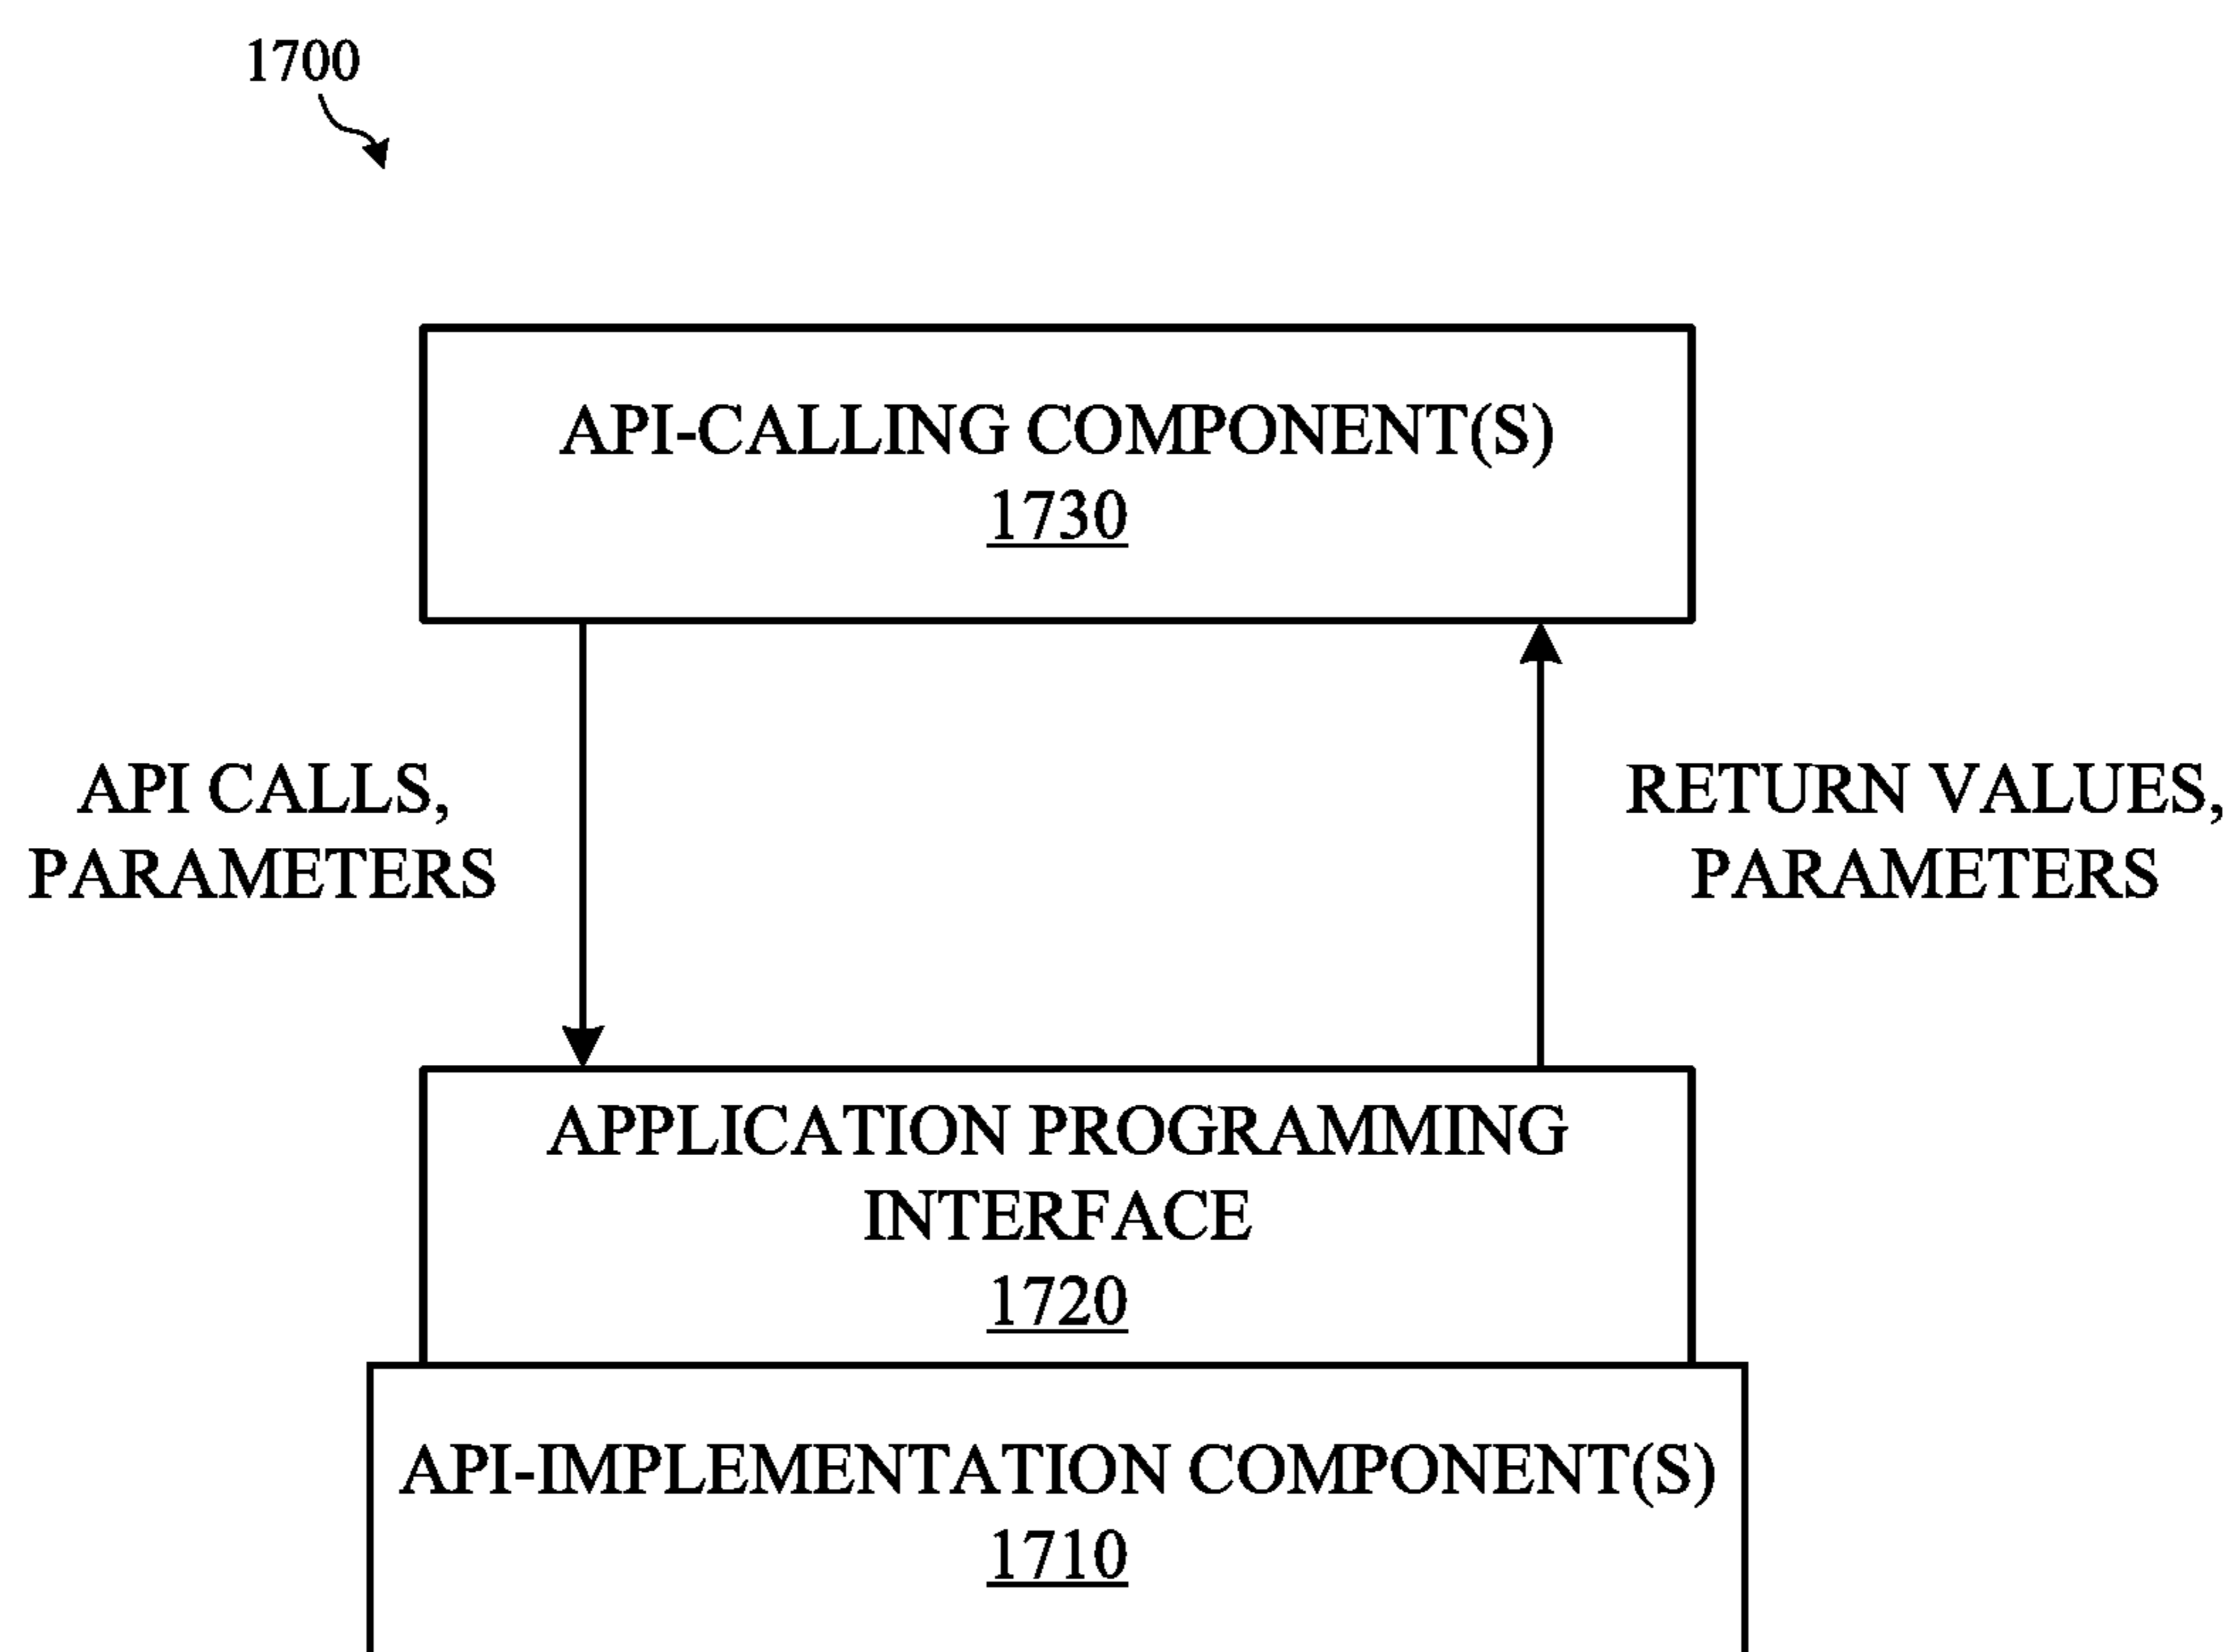 1700
API-CALLING COMPONENT(S)
1730
API CALLS,
PARAMETERS
RETURN VALUES,
PARAMETERS
APPLICATION PROGRAMMING
INTERFACE
1720
API-IMPLEMENTATION COMPONENT(S)
1710